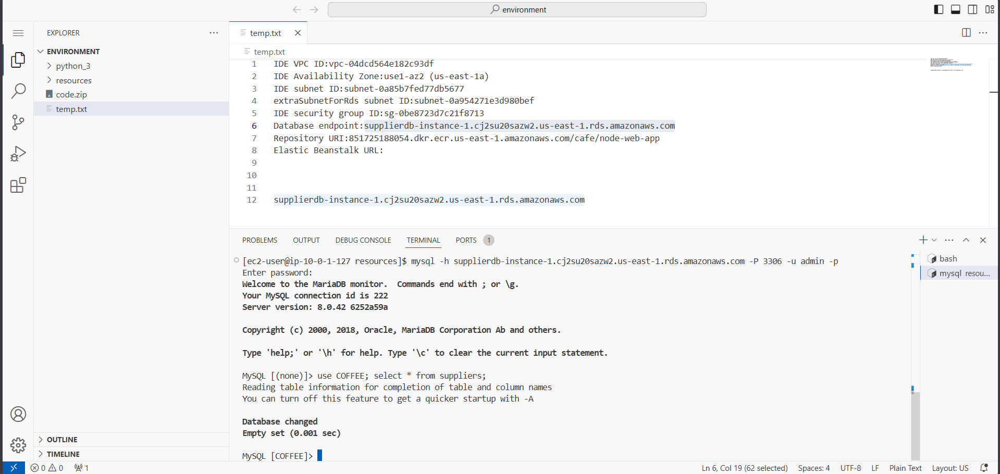 environment
EXPLORER
ENVIRONMENT
python_3
resources
code.zip
temp.txt
OUTLINE
TIMELINE
temp.txt
temp.txt
1 IDE VPC ID:vpc-04dcd564e182c93df
2 IDE Availability Zone:use1-az2 (us-east-1a)
3 IDE subnet ID:subnet-0a85b7fed77db5677
4 extraSubnetForRds subnet ID:subnet-0a954271e3d980bef
5 IDE security group ID:sg-0be8723d7c21f8713
6 Database endpoint:supplierdb-instance-1.cj2su20sazw2.us-east-1.rds.amazonaws.com
7 Repository URI:851725188054.dkr.ecr.us-east-1.amazonaws.com/cafe/node-web-app
8 Elastic Beanstalk URL:
9
10
11
12 supplierdb-instance-1.cj2su20sazw2.us-east-1.rds.amazonaws.com
PROBLEMS OUTPUT DEBUG CONSOLE TERMINAL PORTS 1
[ec2-user@ip-10-0-1-127 resources]$ mysql -h supplierdb-instance-1.cj2su20sazw2.us-east-1.rds.amazonaws.com -P 3306 -u admin -p
Enter password:
Welcome to the MariaDB monitor.  Commands end with ; or \g.
Your MySQL connection id is 222
Server version: 8.0.42 6252a59a
Copyright (c) 2000, 2018, Oracle, MariaDB Corporation Ab and others.
Type 'help;' or '\h' for help. Type '\c' to clear the current input statement.
MySQL [(none)]> use COFFEE; select * from suppliers;
Reading table information for completion of table and column names
You can turn off this feature to get a quicker startup with -A
Database changed
Empty set (0.001 sec)
MySQL [COFFEE]>
bash
mysql resou...
0 0 1 Ln 6, Col 19 (62 selected) Spaces: 4 UTF-8 LF Plain Text Layout: US